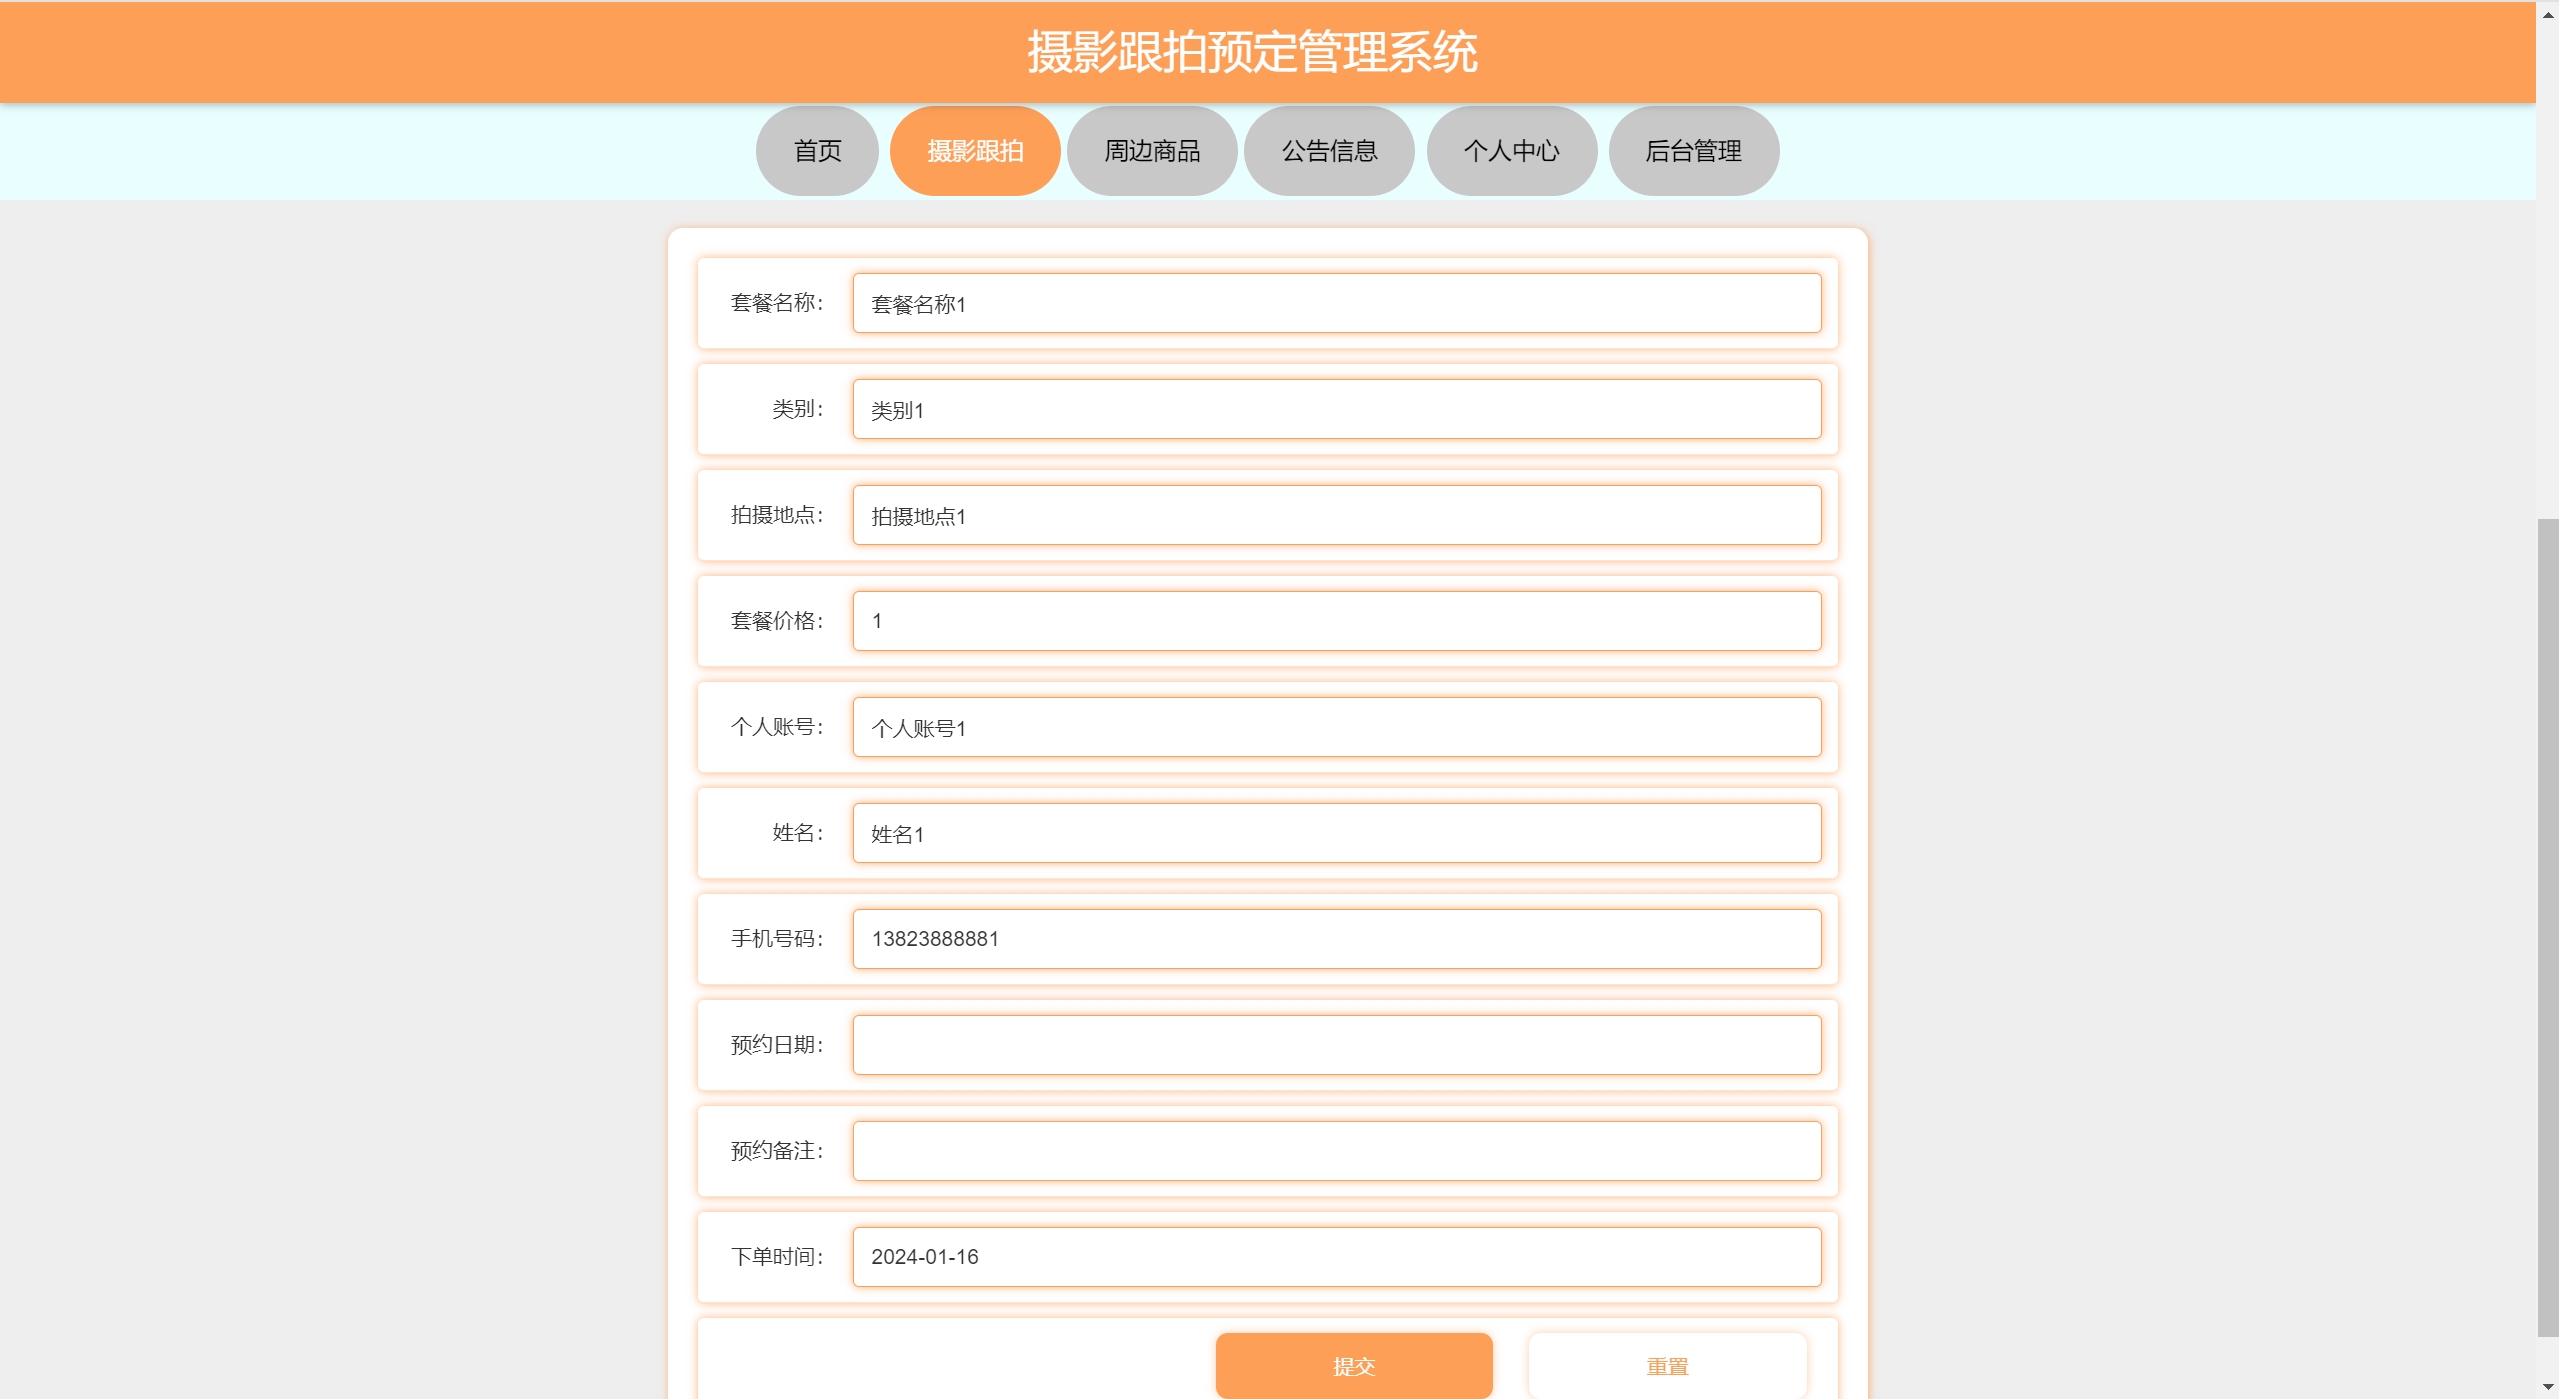 摄影跟拍预定管理系统
首页 摄影跟拍 周边商品 公告信息 个人中心 后台管理
套餐名称： 套餐名称1
类别： 类别1
拍摄地点： 拍摄地点1
套餐价格： 1
个人账号： 个人账号1
姓名： 姓名1
手机号码： 13823888881
预约日期：
预约备注：
下单时间： 2024-01-16
提交 重置